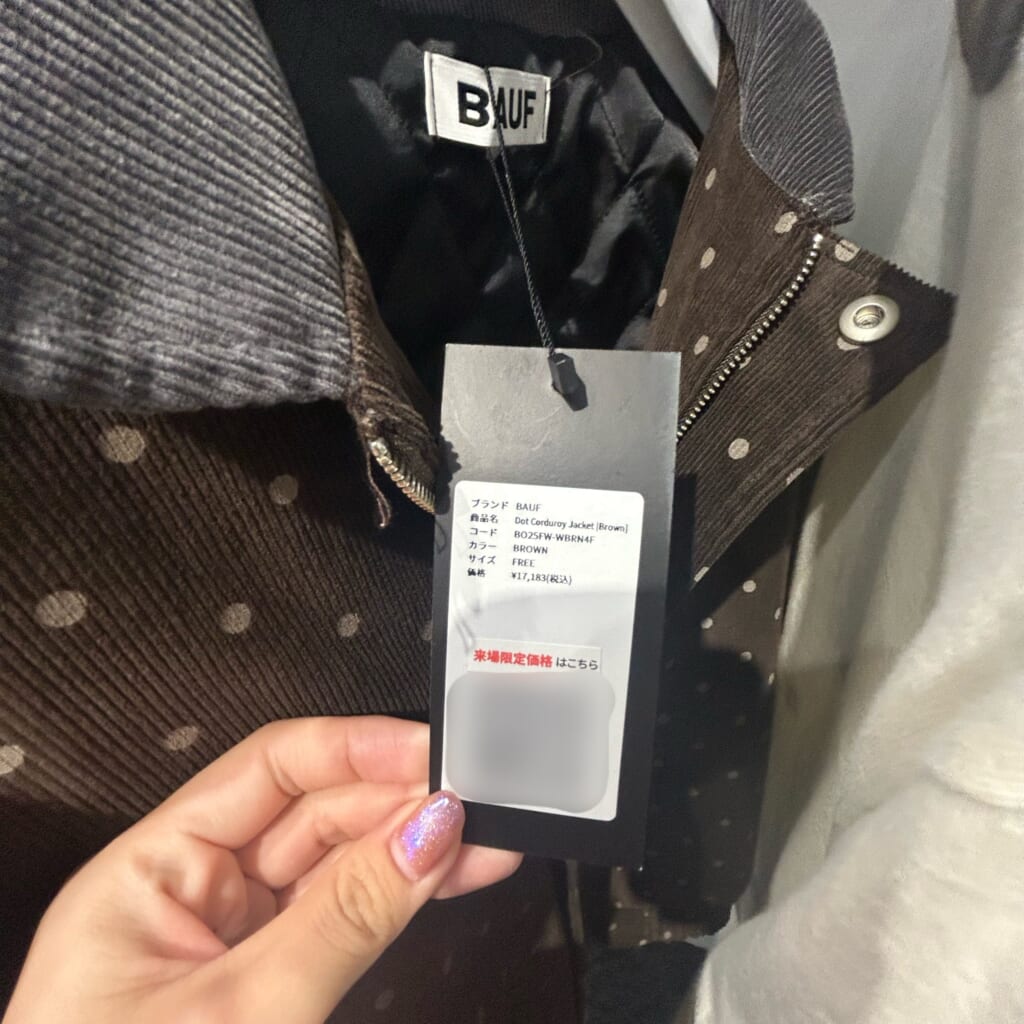 BAUF
ブランド BAUF
商品名 Dot Corduroy Jacket [Brown]
コード BO25FW-WBRN4F
カラー BROWN
サイズ FREE
価格 ¥17,183(税込)
来場限定価格 はこちら